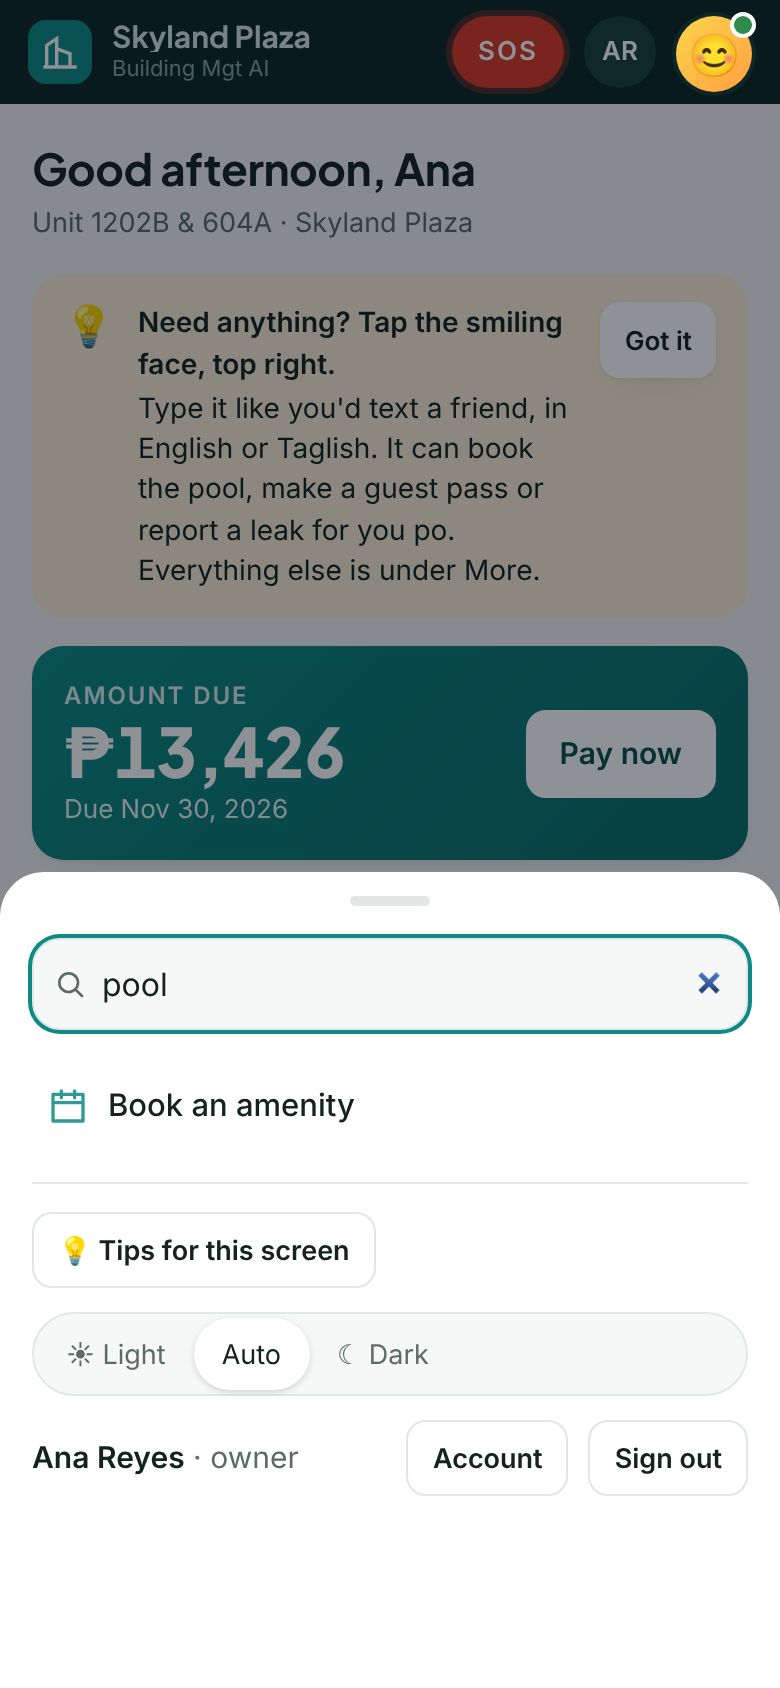 Skyland Plaza
Building Mgt AI
SOS
AR
Good afternoon, Ana
Unit 1202B & 604A · Skyland Plaza
Need anything? Tap the smiling
face, top right.
Got it
Type it like you'd text a friend, in
English or Taglish. It can book
the pool, make a guest pass or
report a leak for you po.
Everything else is under More.
AMOUNT DUE
₱13,426
Due Nov 30, 2026
Pay now
pool
Book an amenity
Tips for this screen
Light
Auto
Dark
Ana Reyes · owner
Account
Sign out